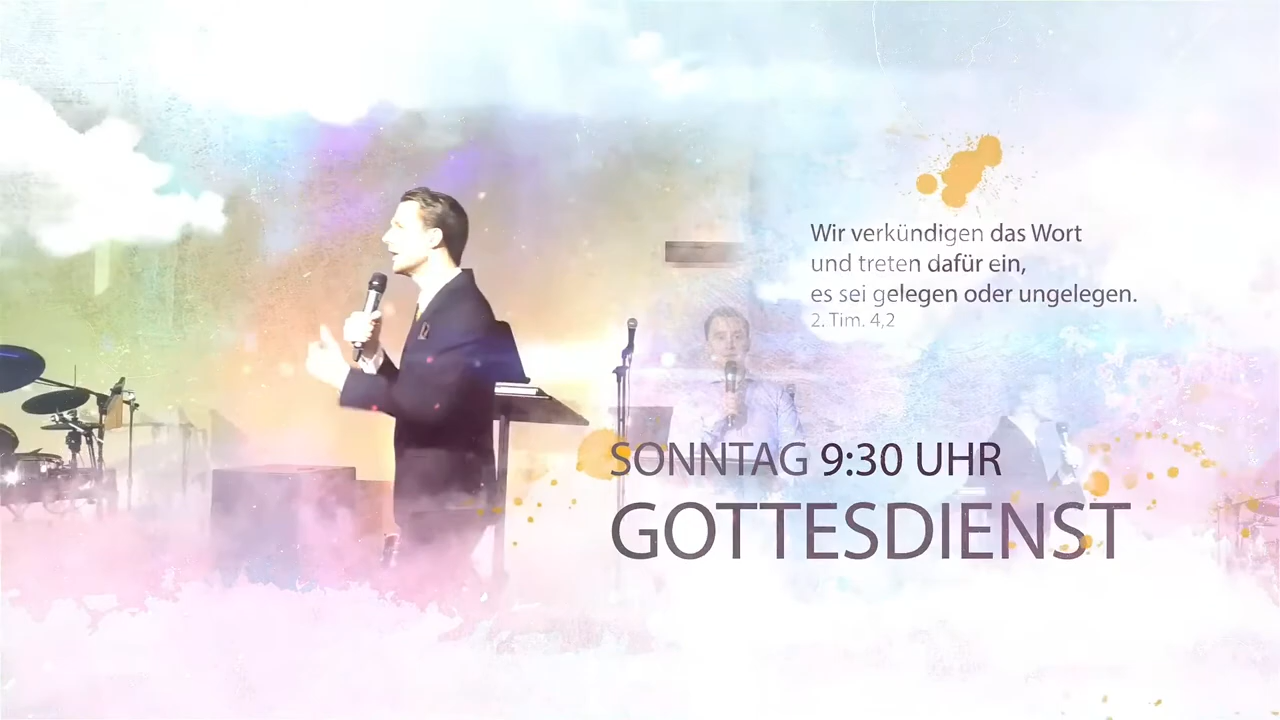 Wir verkündigen das Wort
und treten dafür ein,
es sei gelegen oder ungelegen.
2. Tim. 4,2
SONNTAG 9:30 UHR
GOTTESDIENST